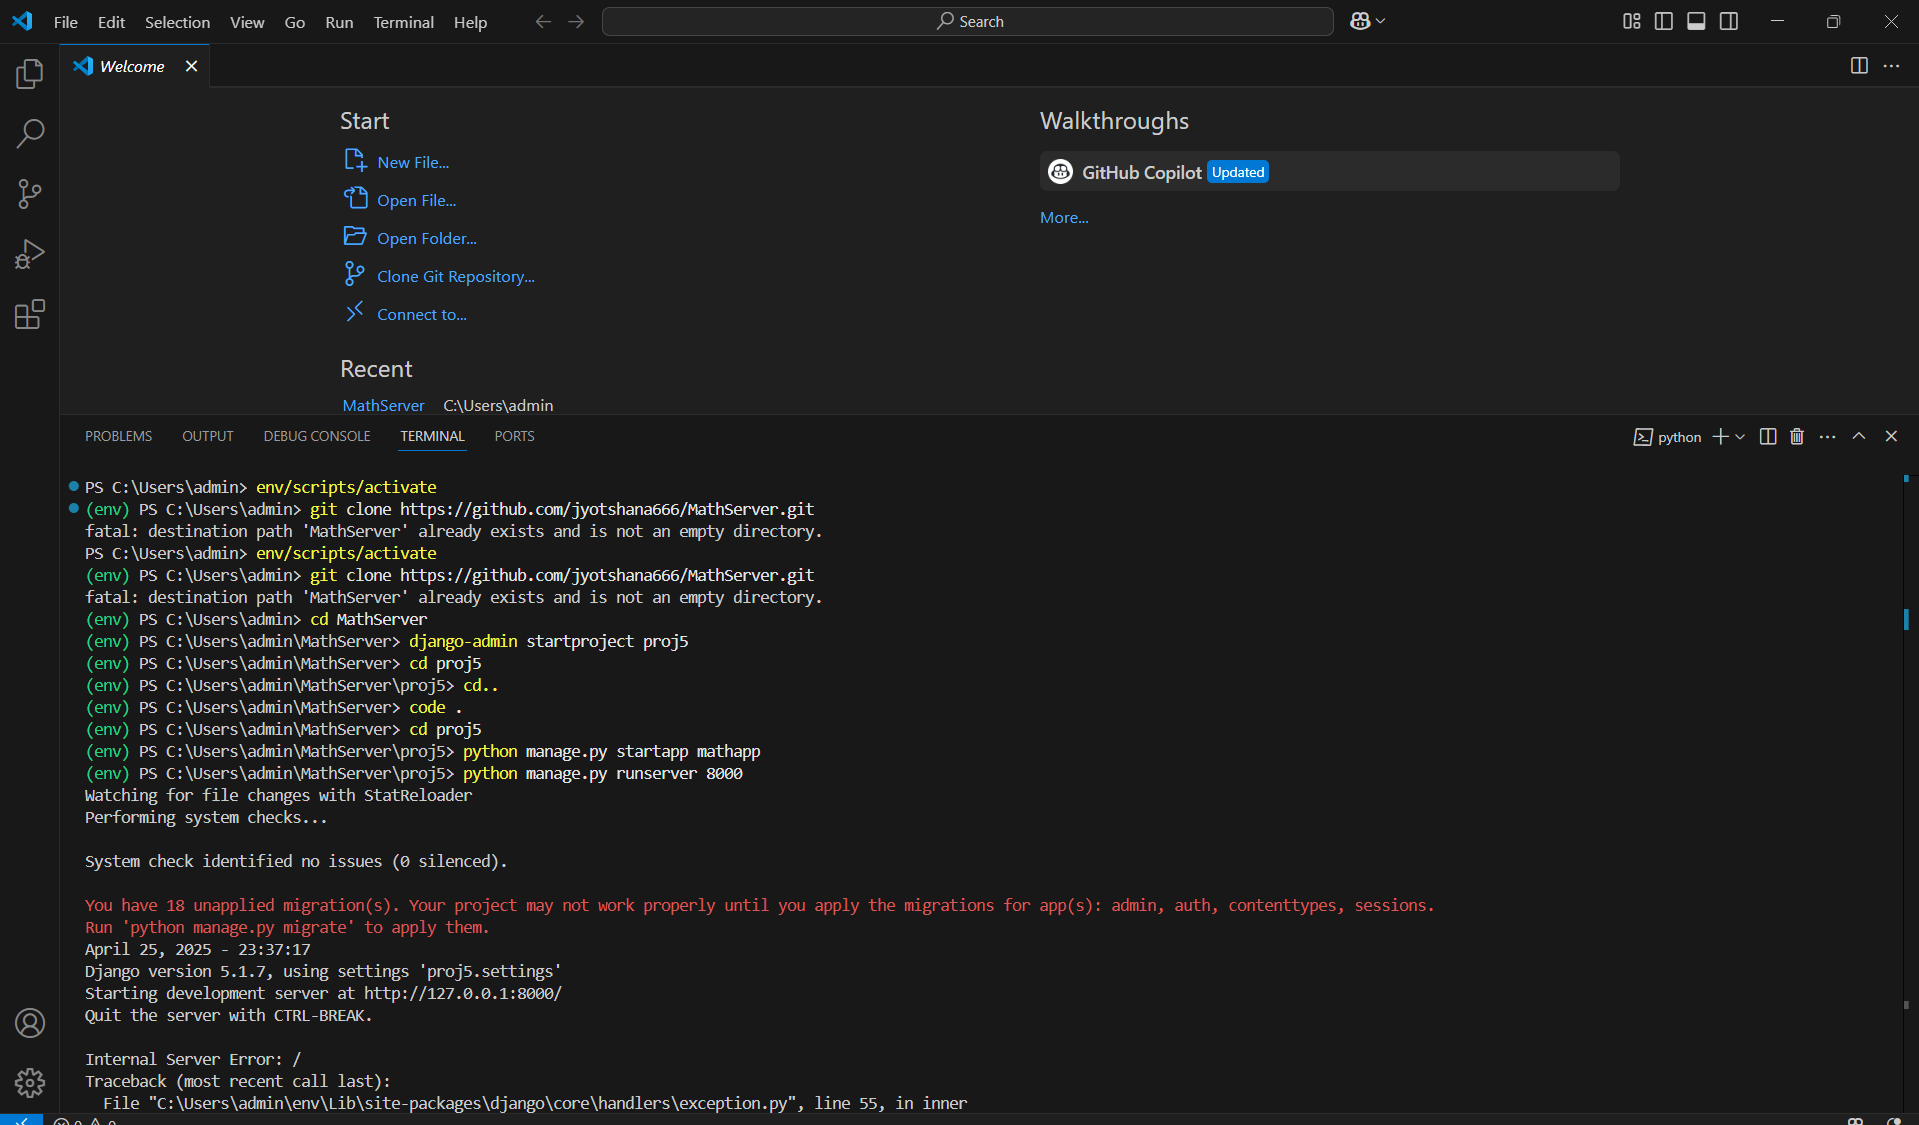 File Edit Selection View Go Run Terminal Help Search
Welcome
Start
New File...
Open File...
Open Folder...
Clone Git Repository...
Connect to...
Recent
MathServer C:\Users\admin
Walkthroughs
GitHub Copilot Updated
More...
PROBLEMS OUTPUT DEBUG CONSOLE TERMINAL PORTS python
PS C:\Users\admin> env/scripts/activate
(env) PS C:\Users\admin> git clone https://github.com/jyotshana666/MathServer.git
fatal: destination path 'MathServer' already exists and is not an empty directory.
PS C:\Users\admin> env/scripts/activate
(env) PS C:\Users\admin> git clone https://github.com/jyotshana666/MathServer.git
fatal: destination path 'MathServer' already exists and is not an empty directory.
(env) PS C:\Users\admin> cd MathServer
(env) PS C:\Users\admin\MathServer> django-admin startproject proj5
(env) PS C:\Users\admin\MathServer> cd proj5
(env) PS C:\Users\admin\MathServer\proj5> cd..
(env) PS C:\Users\admin\MathServer> code .
(env) PS C:\Users\admin\MathServer> cd proj5
(env) PS C:\Users\admin\MathServer\proj5> python manage.py startapp mathapp
(env) PS C:\Users\admin\MathServer\proj5> python manage.py runserver 8000
Watching for file changes with StatReloader
Performing system checks...
System check identified no issues (0 silenced).
You have 18 unapplied migration(s). Your project may not work properly until you apply the migrations for app(s): admin, auth, contenttypes, sessions.
Run 'python manage.py migrate' to apply them.
April 25, 2025 - 23:37:17
Django version 5.1.7, using settings 'proj5.settings'
Starting development server at http://127.0.0.1:8000/
Quit the server with CTRL-BREAK.
Internal Server Error: /
Traceback (most recent call last):
File "C:\Users\admin\env\Lib\site-packages\django\core\handlers\exception.py", line 55, in inner